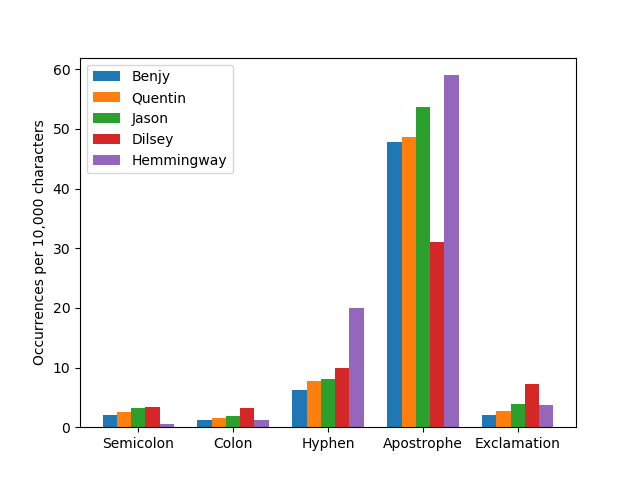 Benjy
Quentin
Jason
Dilsey
Hemmingway
Occurrences per 10,000 characters
60
50
40
30
20
10
0
Semicolon Colon Hyphen Apostrophe Exclamation